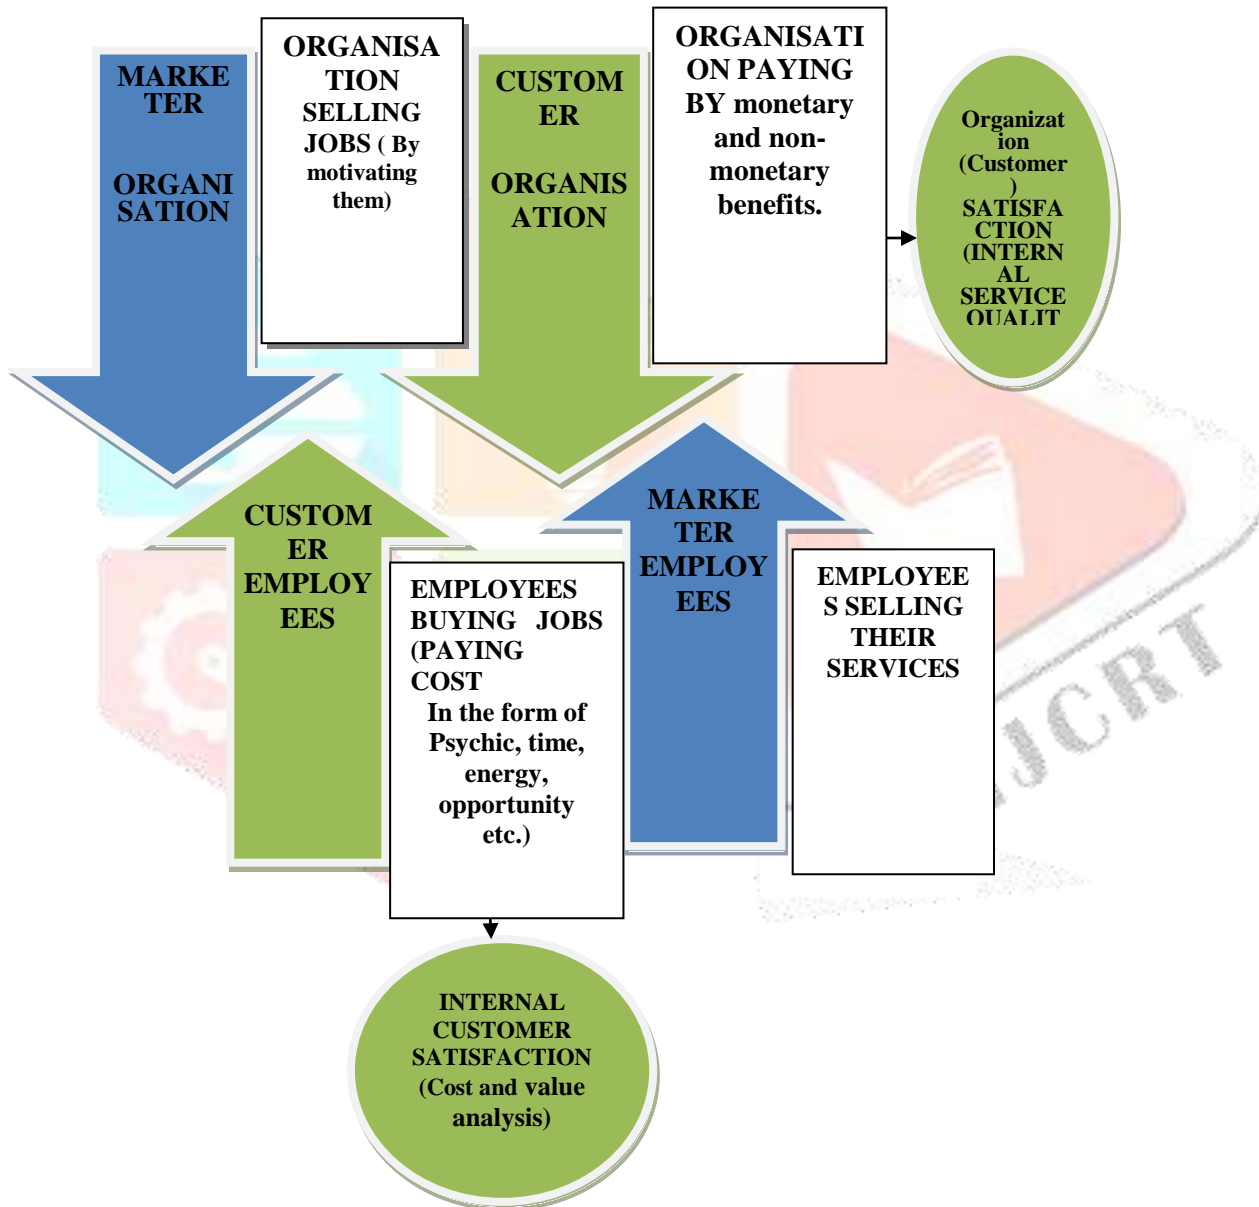 MARKE
TER
ORGANI
SATION
ORGANISA
TION
SELLING
JOBS ( By
motivating
them)
CUSTOM
ER
ORGANIS
ATION
ORGANISATI
ON PAYING
BY monetary
and non-
monetary
benefits.
Organizat
ion
(Customer
)
SATISFA
CTION
(INTERN
AL
SERVICE
QUALIT
CUSTOM
ER
EMPLOY
EES
EMPLOYEES
BUYING JOBS
(PAYING
COST
In the form of
Psychic, time,
energy,
opportunity
etc.)
MARKE
TER
EMPLOY
EES
EMPLOYEE
S SELLING
THEIR
SERVICES
IJCRT
INTERNAL
CUSTOMER
SATISFACTION
(Cost and value
analysis)